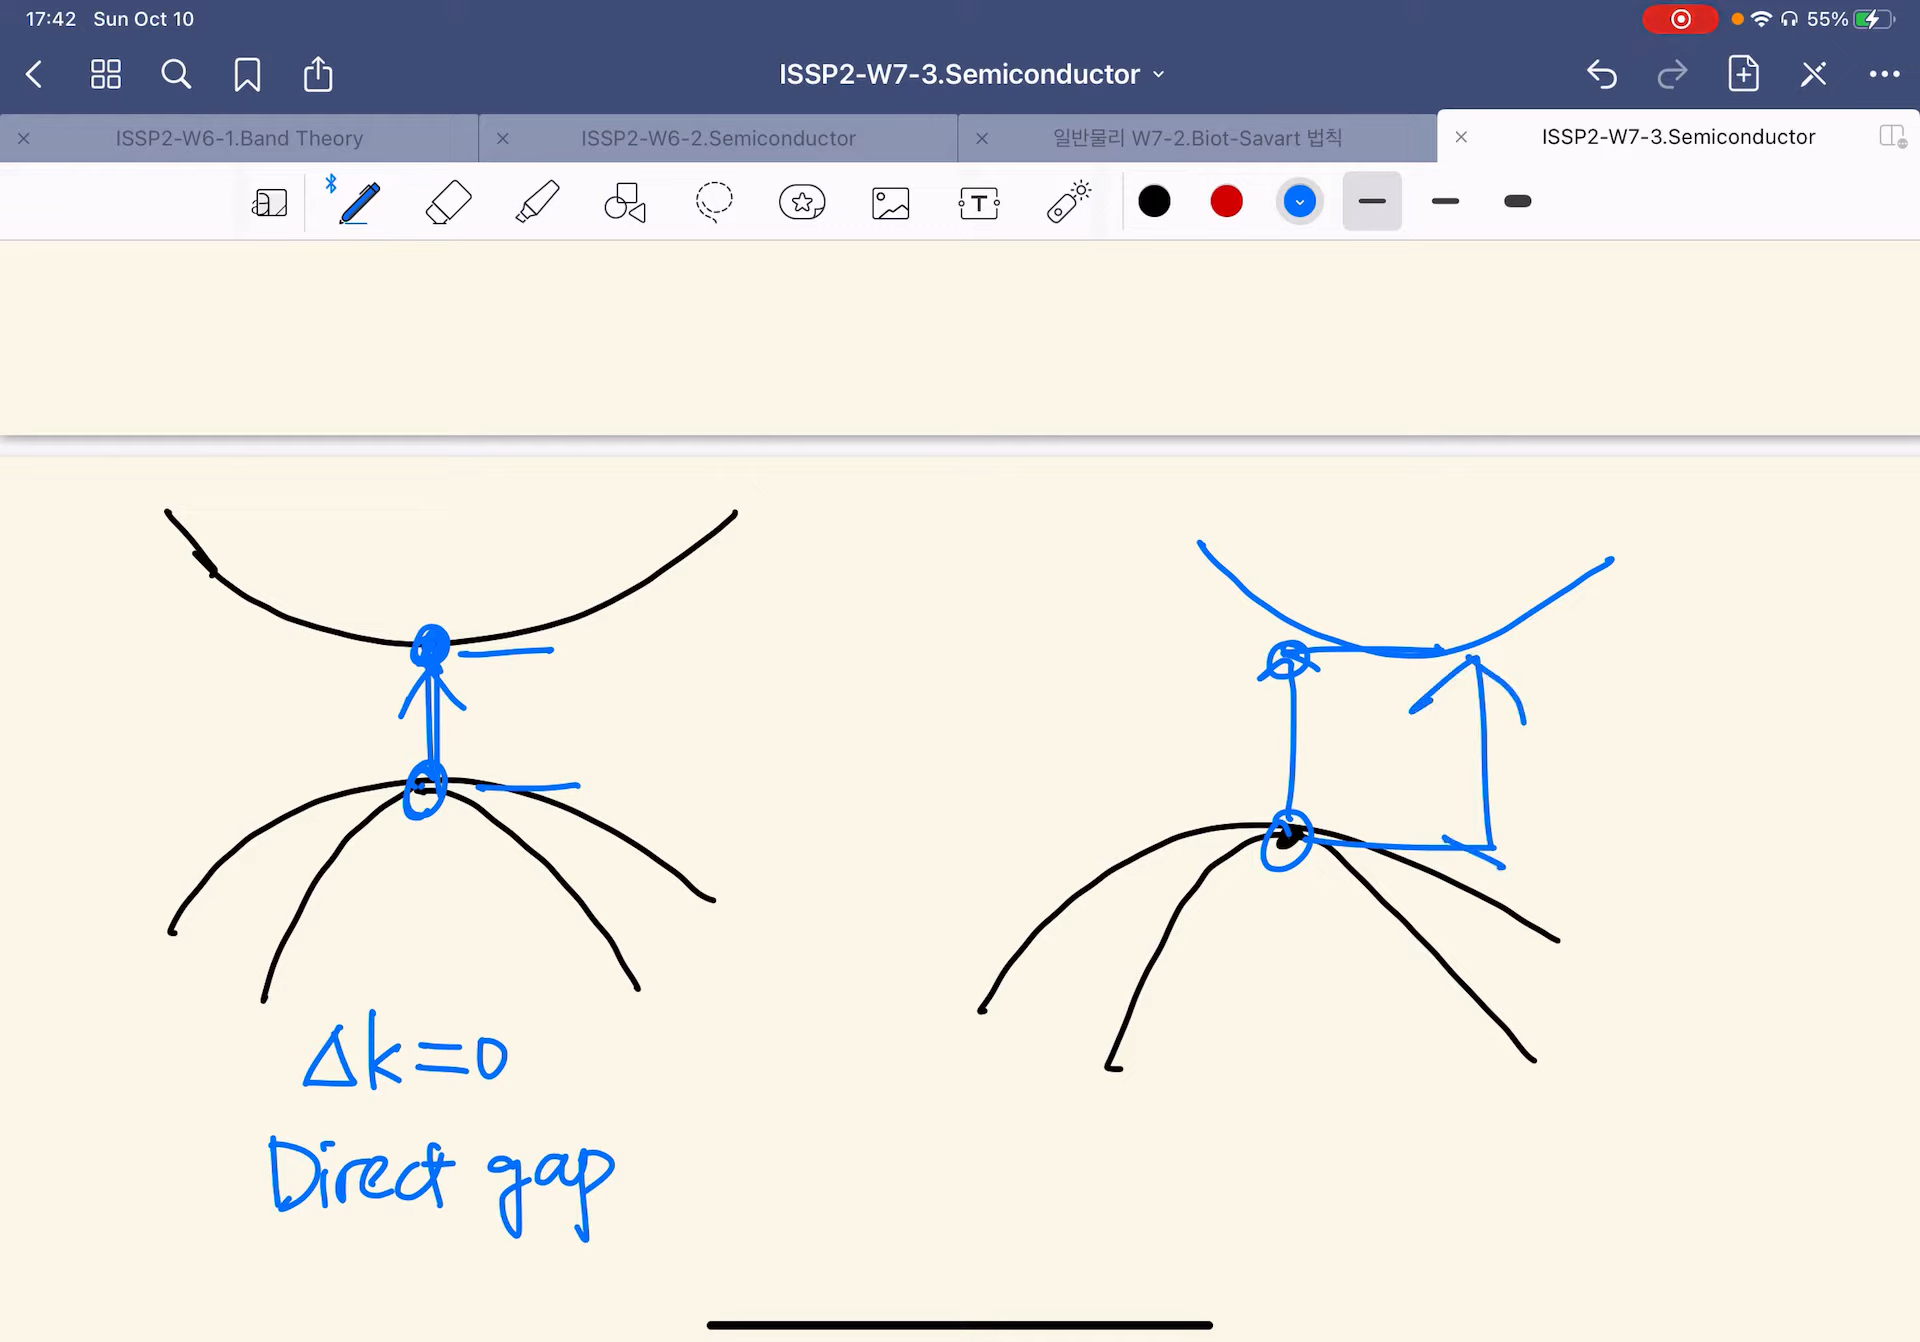 17:42 Sun Oct 10
55%
ISSP2-W7-3.Semiconductor
ISSP2-W6-1.Band Theory
ISSP2-W6-2.Semiconductor
일반물리 W7-2.Biot-Savart 법칙
ISSP2-W7-3.Semiconductor
T
Δk=0
Direct gap